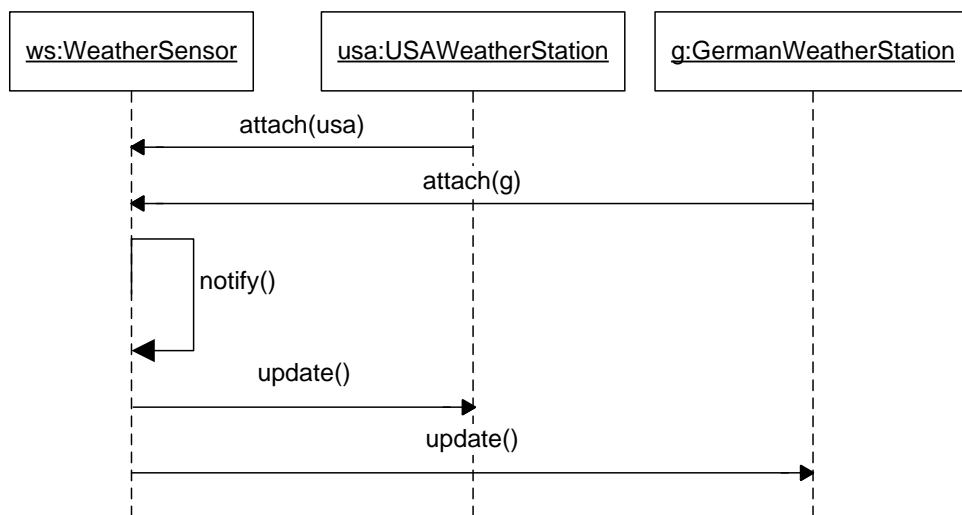 ws:WeatherSensor
usa:USAWeatherStation
g:GermanWeatherStation
attach(usa)
attach(g)
notify()
update()
update()